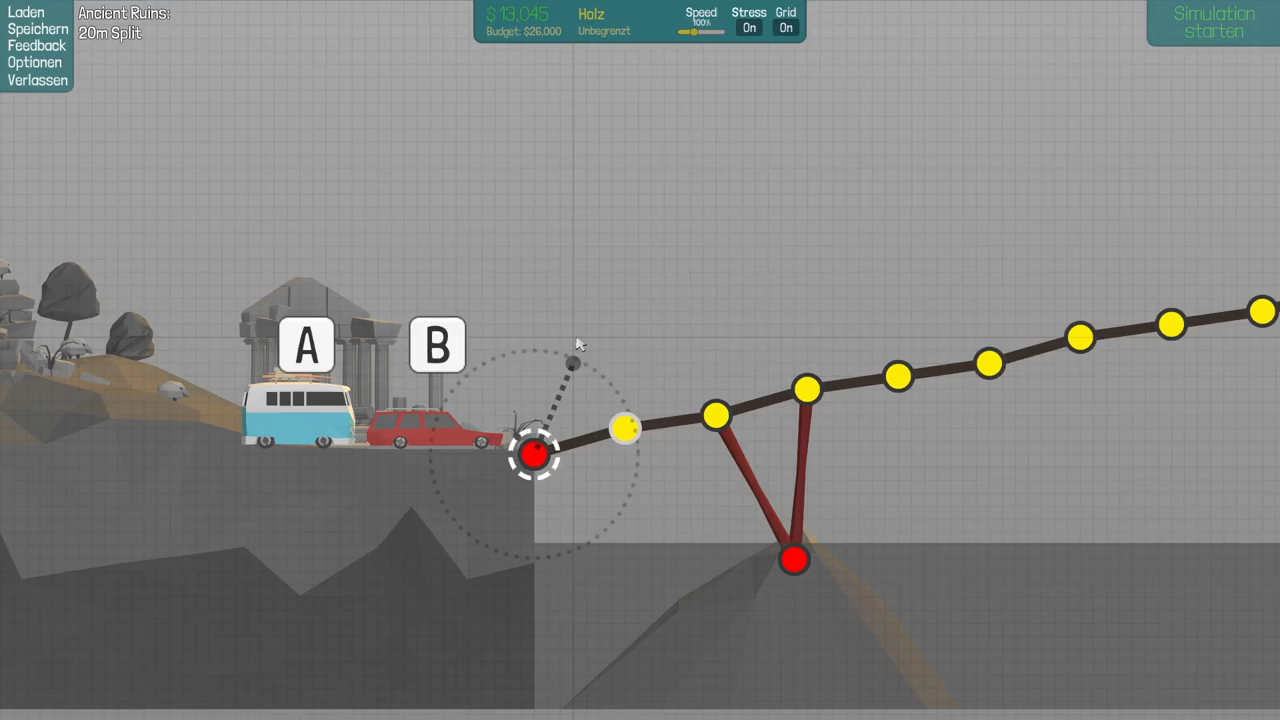 Laden
Speichern
Feedback
Optionen
Verlassen
Ancient Ruins:
20m Split
$13,045
Budget: $26,000
Holz
Unbegrenzt
Speed
100%
Stress
On
Grid
On
Simulation
starten
A
B